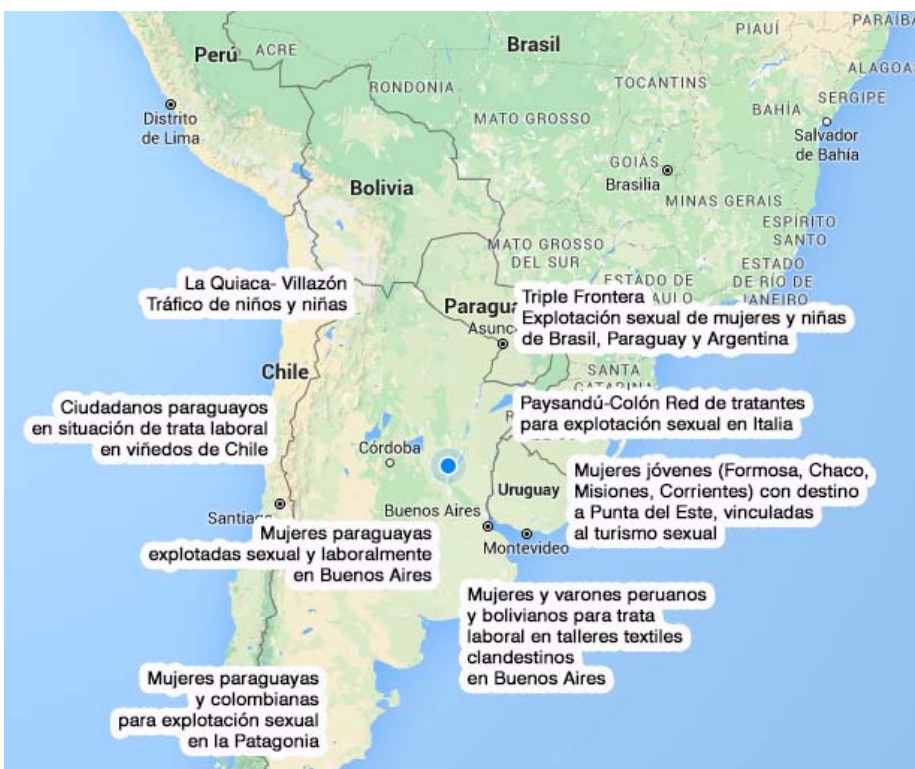 PARAÍBA
PIAUÍ
Perú
ACRE
Brasil
ALAGOAS
RONDONIA
TOCANTINS
SERGIPE
BAHÍA
Distrito
de Lima
MATO GROSSO
Salvador
de Bahía
GOIÁS
Brasilia
Bolivia
MINAS GERAIS
ESPÍRITO
SANTO
MATO GROSSO
DEL SUR
ESTADO
DE RÍO DE
JANEIRO
ESTADO DE
La Quiaca- Villazón
Tráfico de niños y niñas
Triple Frontera
Explotación sexual de mujeres y niñas
de Brasil, Paraguay y Argentina
Chile
SANTA
Ciudadanos paraguayos
en situación de trata laboral
en viñedos de Chile
Paysandú-Colón Red de tratantes
para explotación sexual en Italia
Córdoba
Mujeres jóvenes (Formosa, Chaco,
Misiones, Corrientes) con destino
a Punta del Este, vinculadas
al turismo sexual
Uruguay
Buenos Aires
Montevideo
Mujeres paraguayas
explotadas sexual y laboralmente
en Buenos Aires
Mujeres y varones peruanos
y bolivianos para trata
laboral en talleres textiles
clandestinos
en Buenos Aires
Mujeres paraguayas
y colombianas
para explotación sexual
en la Patagonia